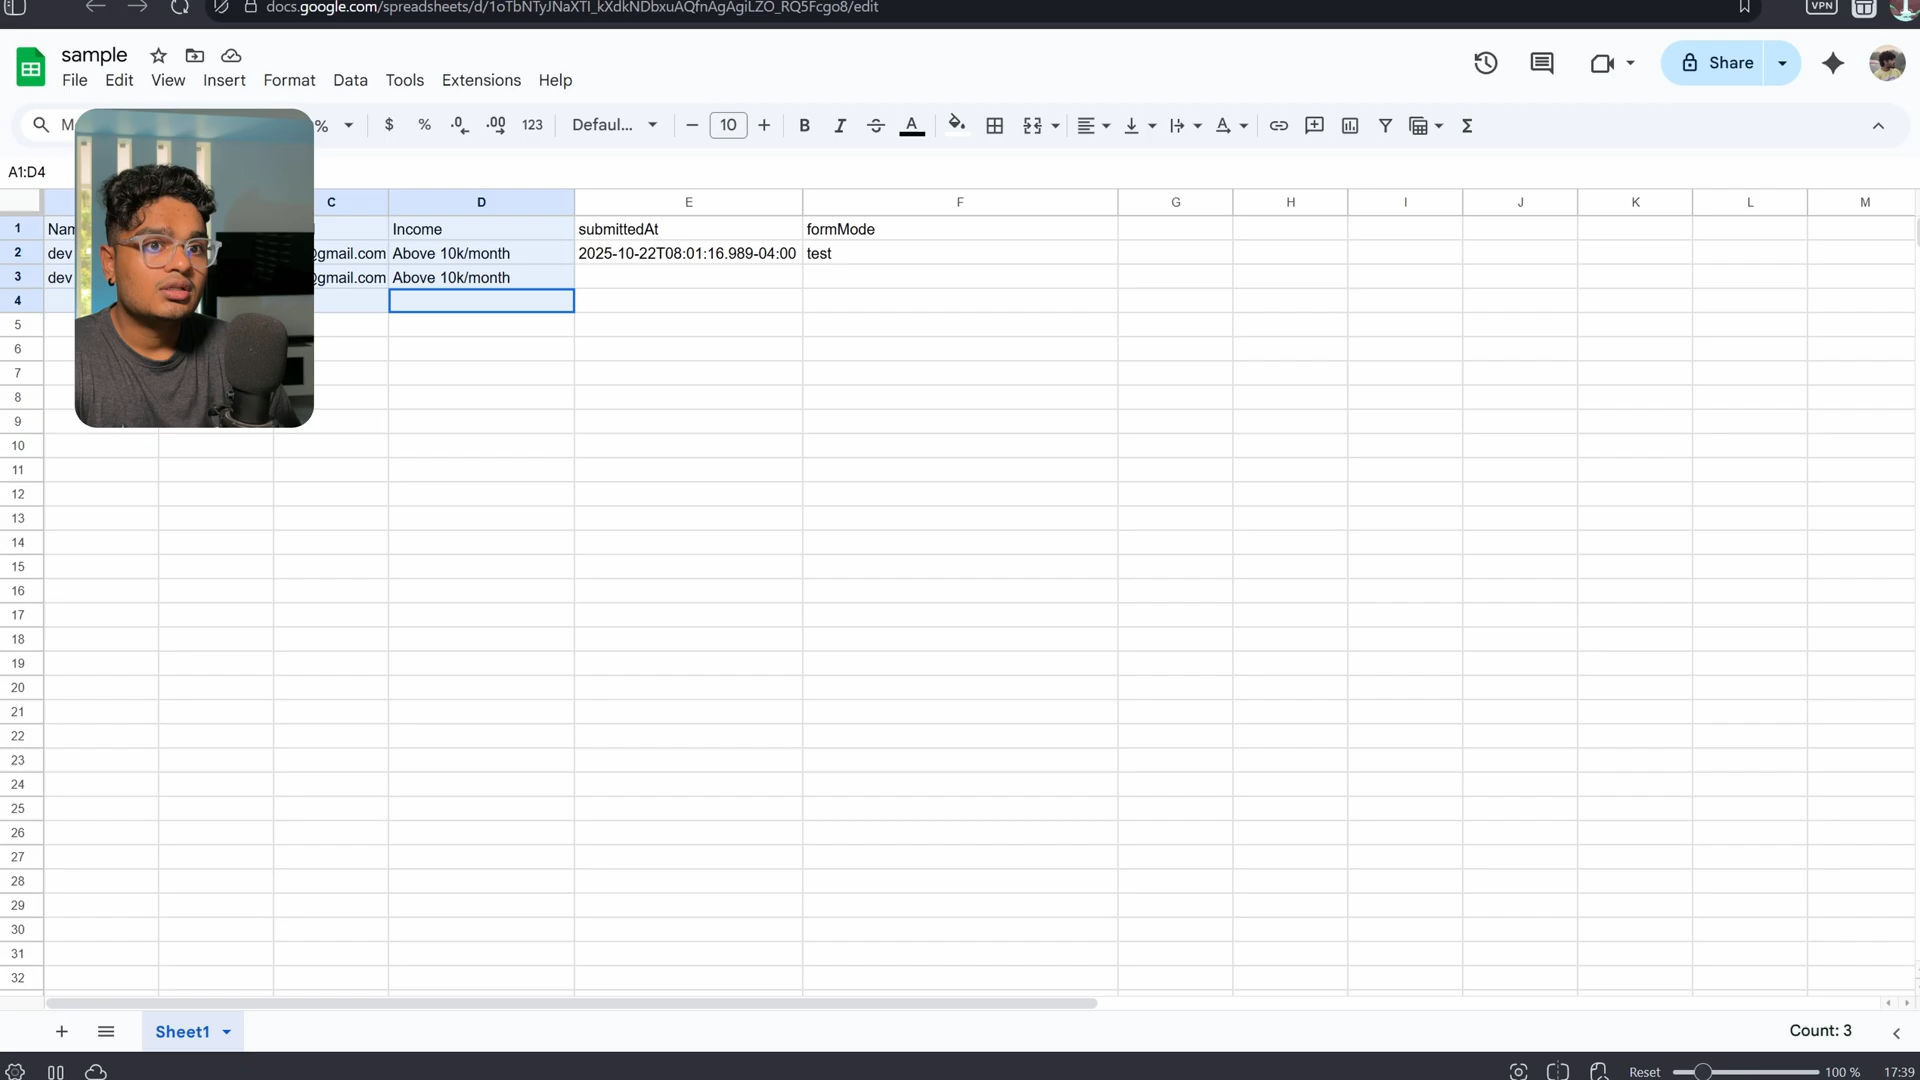 docs.google.com/spreadsheets/d/1oTbNTyJNaXTI_kXdkNDbxuAQfnAgAgiLZO_RQ5Fcgo8/edit
VPN
sample
File Edit View Insert Format Data Tools Extensions Help
Share
% $ % .0 .00 123 Defaul... 10 B I A
A1:D4
C D E F G H I J K L M
1 Income submittedAt formMode
2 dev @gmail.com Above 10k/month 2025-10-22T08:01:16.989-04:00 test
3 dev @gmail.com Above 10k/month
4
5
6
7
8
9
10
11
12
13
14
15
16
17
18
19
20
21
22
23
24
25
26
27
28
29
30
31
32
Sheet1 Count: 3
Reset 100 % 17:39